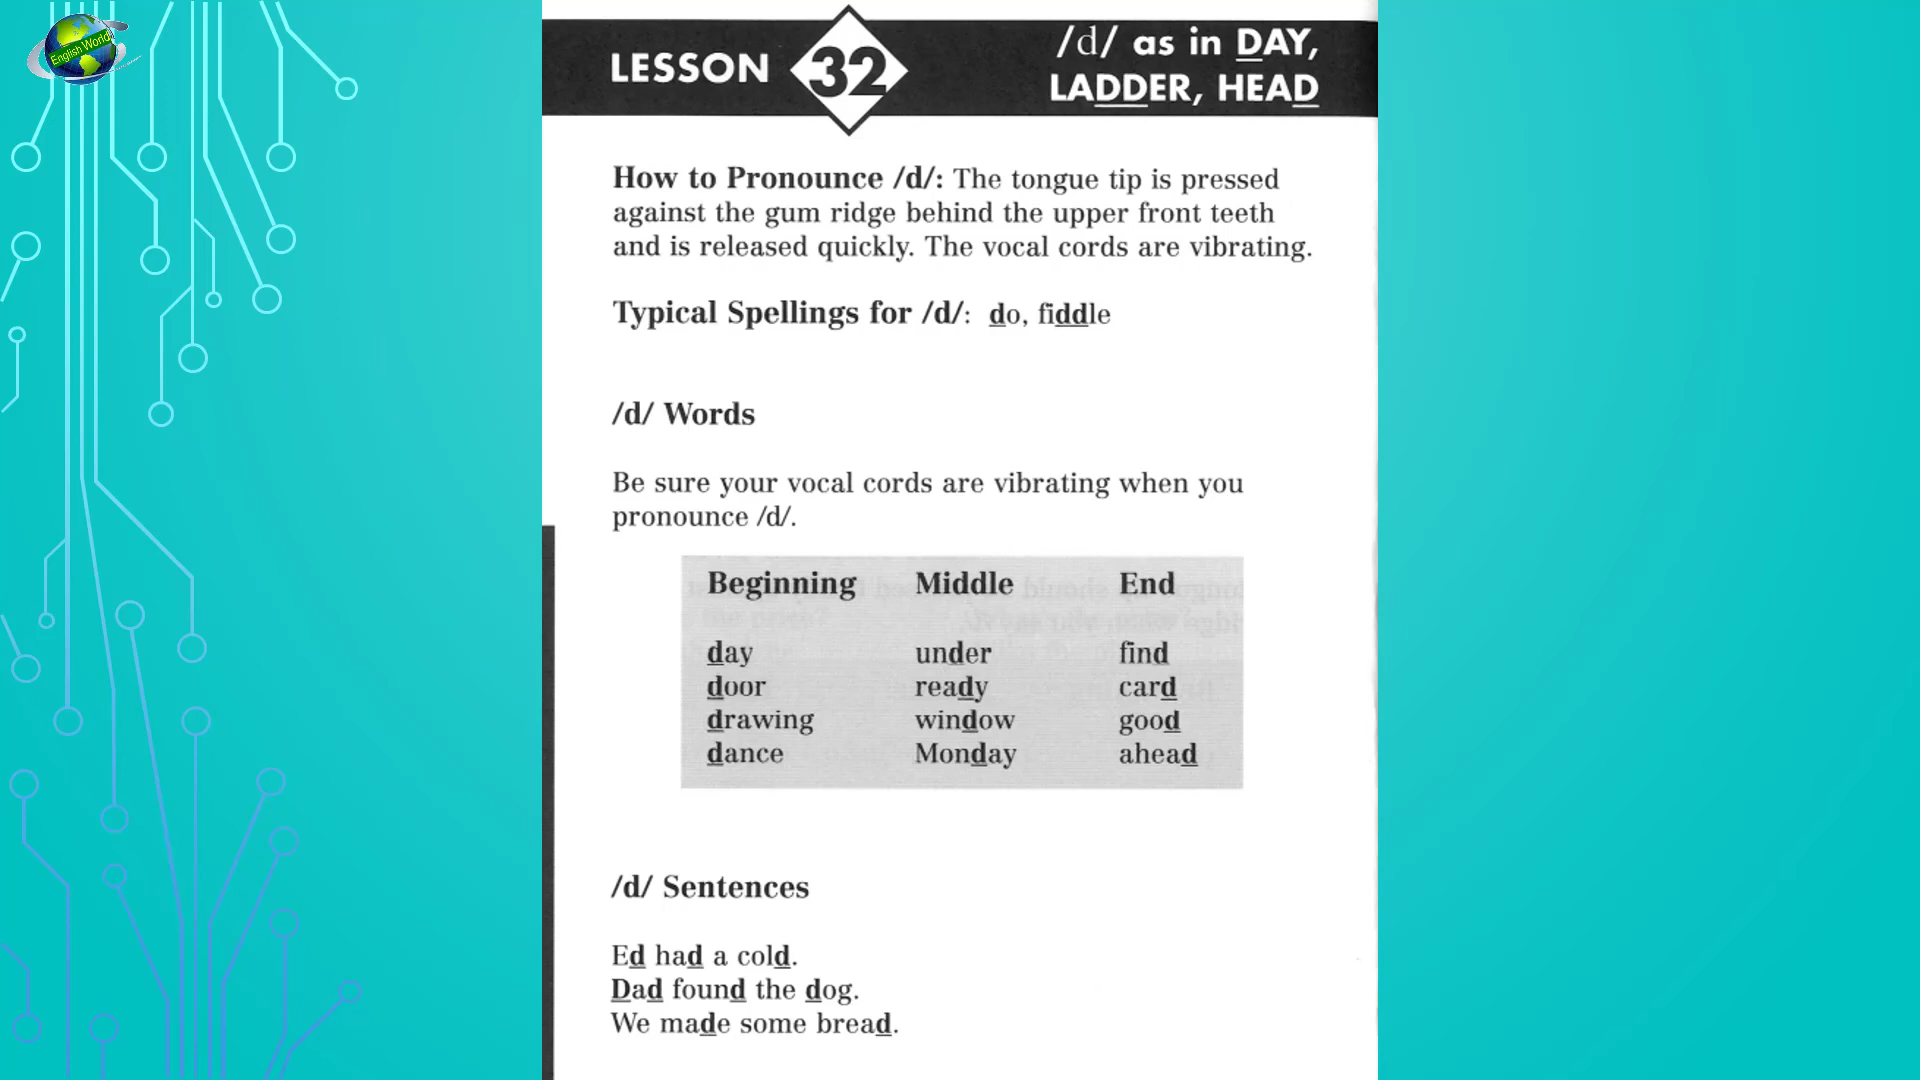 English World
LESSON 32
/d/ as in DAY,
LADDER, HEAD
How to Pronounce /d/: The tongue tip is pressed
against the gum ridge behind the upper front teeth
and is released quickly. The vocal cords are vibrating.
Typical Spellings for /d/: do, fiddle
/d/ Words
Be sure your vocal cords are vibrating when you
pronounce /d/.
Beginning Middle End
day under find
door ready card
drawing window good
dance Monday ahead
/d/ Sentences
Ed had a cold.
Dad found the dog.
We made some bread.